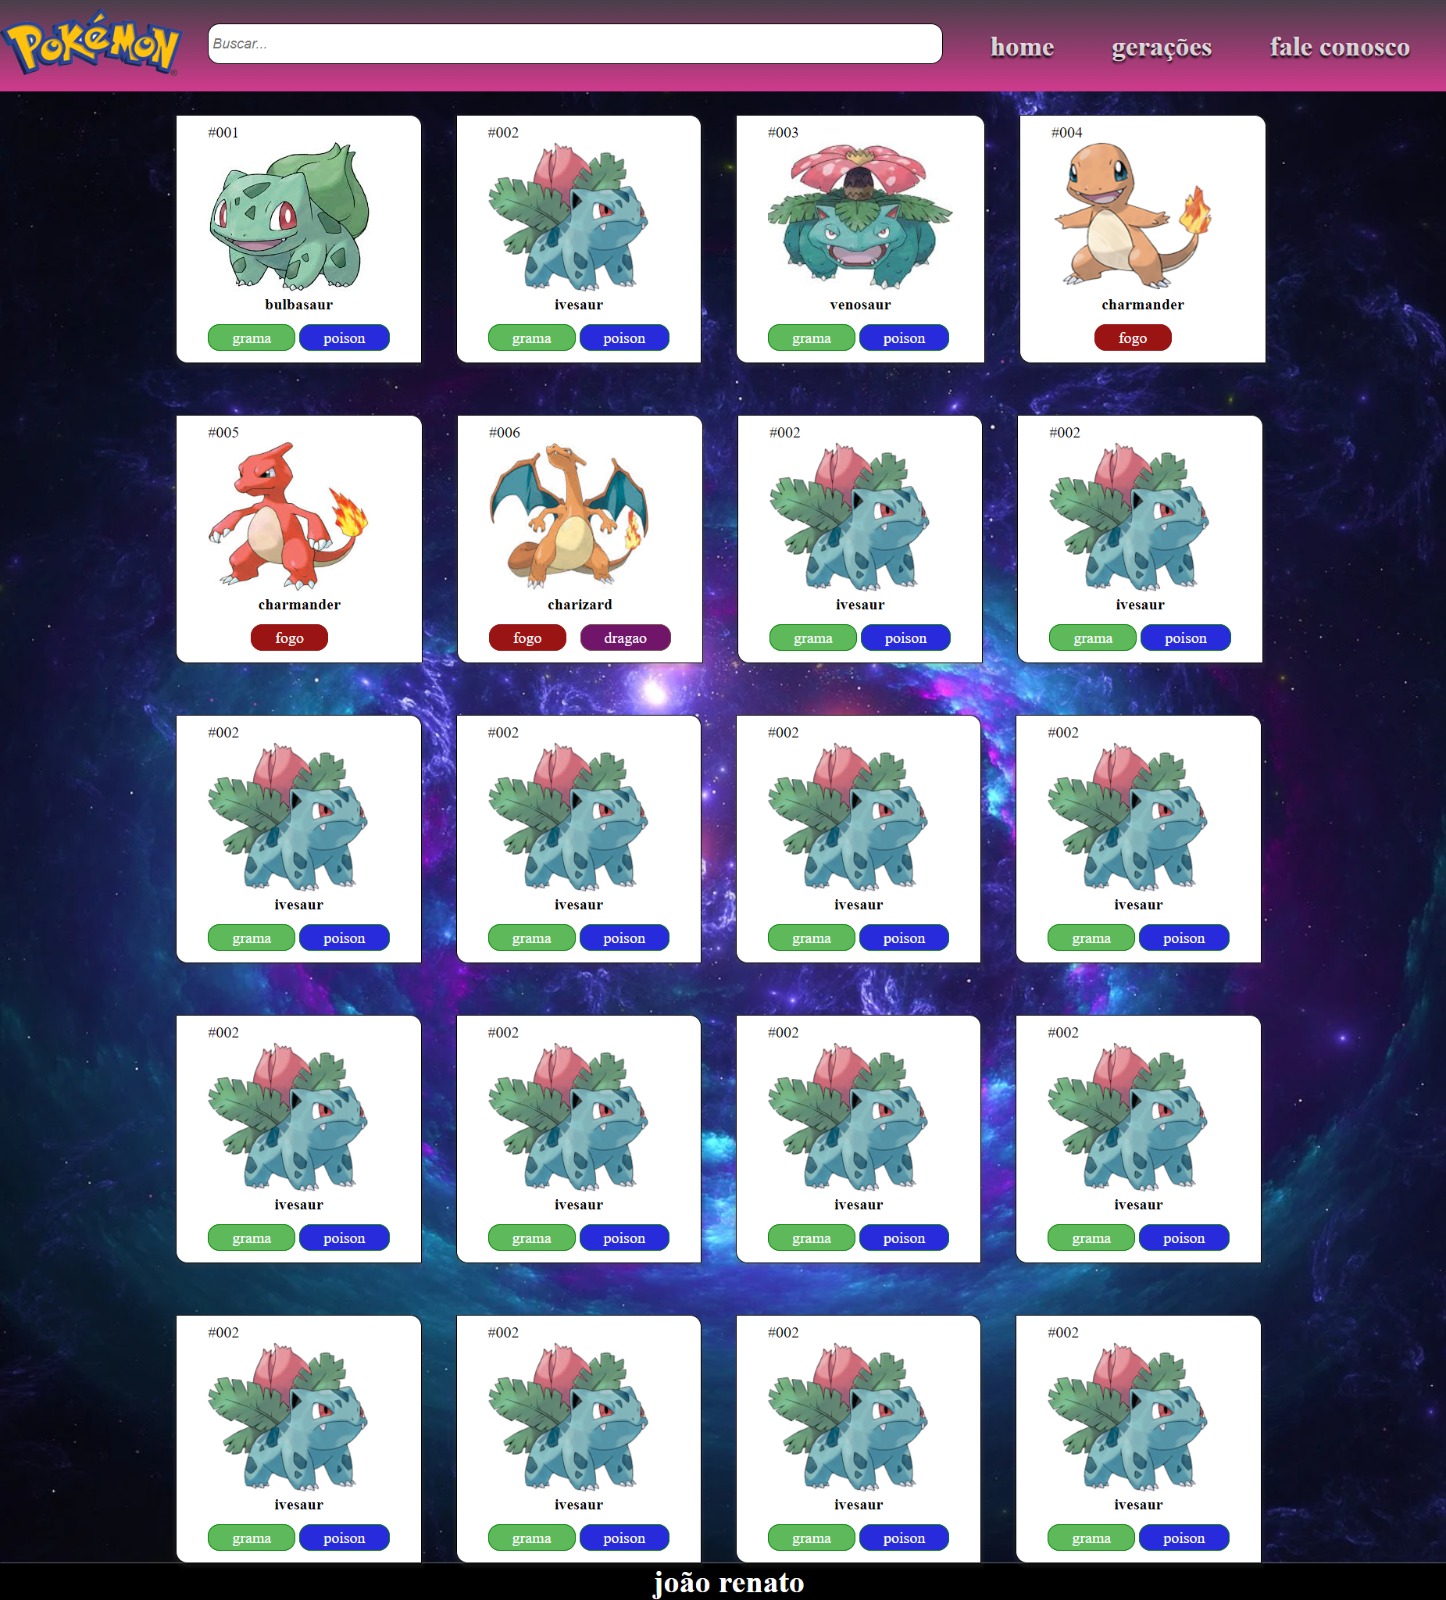 POKéMON
Buscar...
home gerações fale conosco
#001 #002 #003 #004
bulbasaur ivesaur venosaur charmander
grama poison grama poison grama poison fogo
#005 #006 #002 #002
charmander charizard ivesaur ivesaur
fogo fogo dragao grama poison grama poison
#002 #002 #002 #002
ivesaur ivesaur ivesaur ivesaur
grama poison grama poison grama poison grama poison
#002 #002 #002 #002
ivesaur ivesaur ivesaur ivesaur
grama poison grama poison grama poison grama poison
#002 #002 #002 #002
ivesaur ivesaur ivesaur ivesaur
grama poison grama poison grama poison grama poison
joão renato